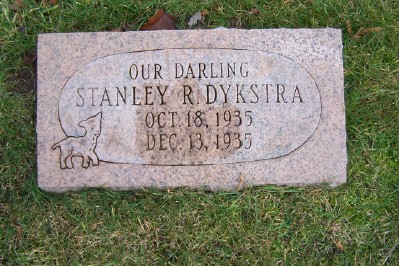 OUR DARLING
STANLEY R. DYKSTRA
OCT. 18, 1935
DEC. 13, 1935